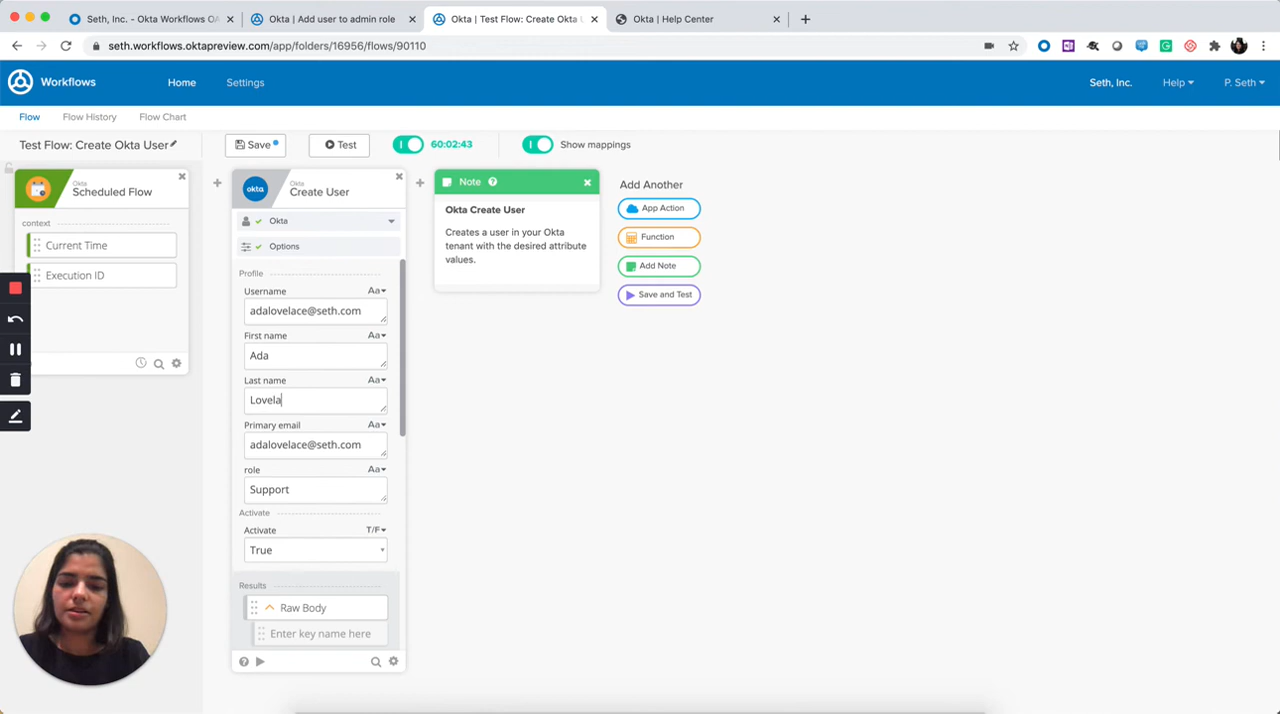 Seth, Inc. - Okta Workflows OA
Okta | Add user to admin role
Okta | Test Flow: Create Okta U
Okta | Help Center
seth.workflows.oktapreview.com/app/folders/16956/flows/90110
Workflows
Home
Settings
Seth, Inc.
Help
P. Seth
Flow
Flow History
Flow Chart
Test Flow: Create Okta User
Save
Test
60:02:43
Show mappings
Okta
Scheduled Flow
context
Current Time
Execution ID
okta
Okta
Create User
Okta
Options
Profile
Username
Aa
adalovelace@seth.com
First name
Aa
Ada
Last name
Aa
Lovela
Primary email
Aa
adalovelace@seth.com
role
Aa
Support
Activate
Activate
T/F
True
Results
Raw Body
Enter key name here
Note
Okta Create User
Creates a user in your Okta
tenant with the desired attribute
values.
Add Another
App Action
Function
Add Note
Save and Test